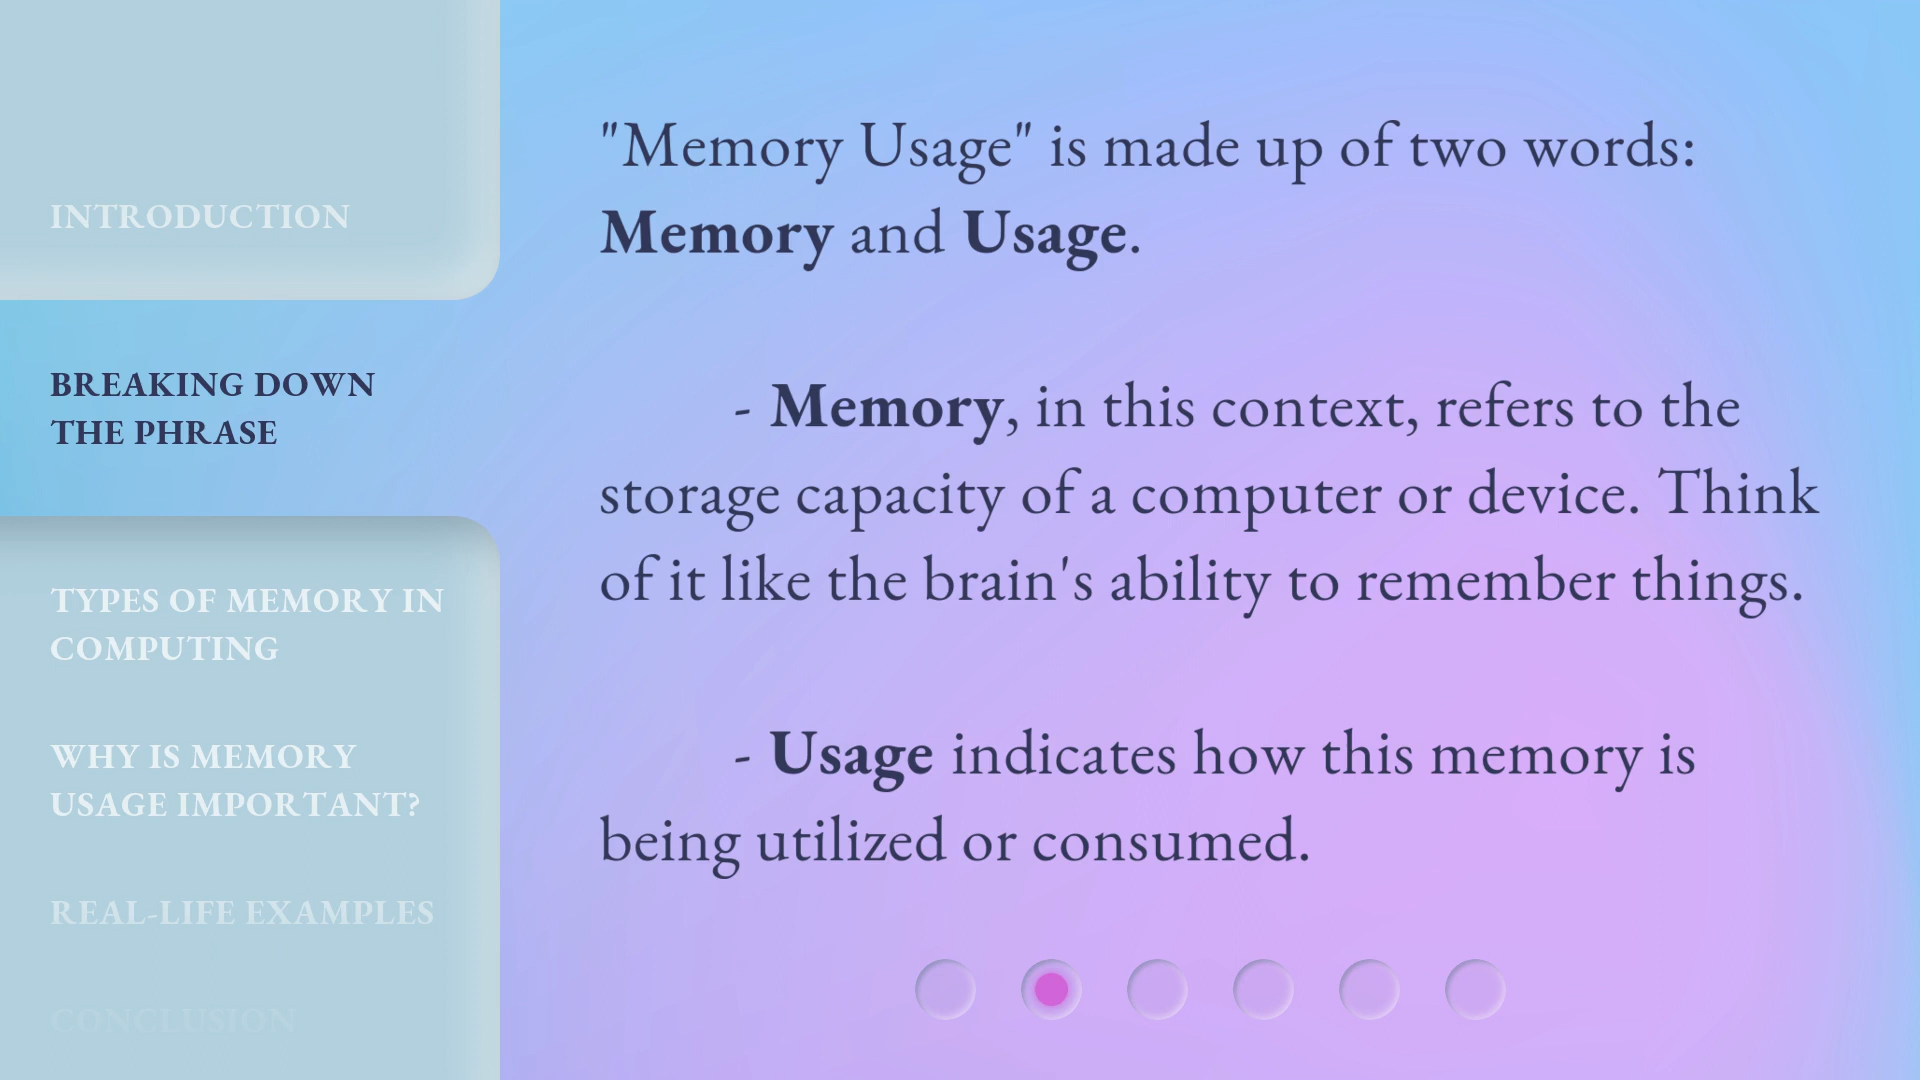 INTRODUCTION
BREAKING DOWN
THE PHRASE
TYPES OF MEMORY IN
COMPUTING
WHY IS MEMORY
USAGE IMPORTANT?
REAL-LIFE EXAMPLES
CONCLUSION
"Memory Usage" is made up of two words:
Memory and Usage.
- Memory, in this context, refers to the
storage capacity of a computer or device. Think
of it like the brain's ability to remember things.
- Usage indicates how this memory is
being utilized or consumed.